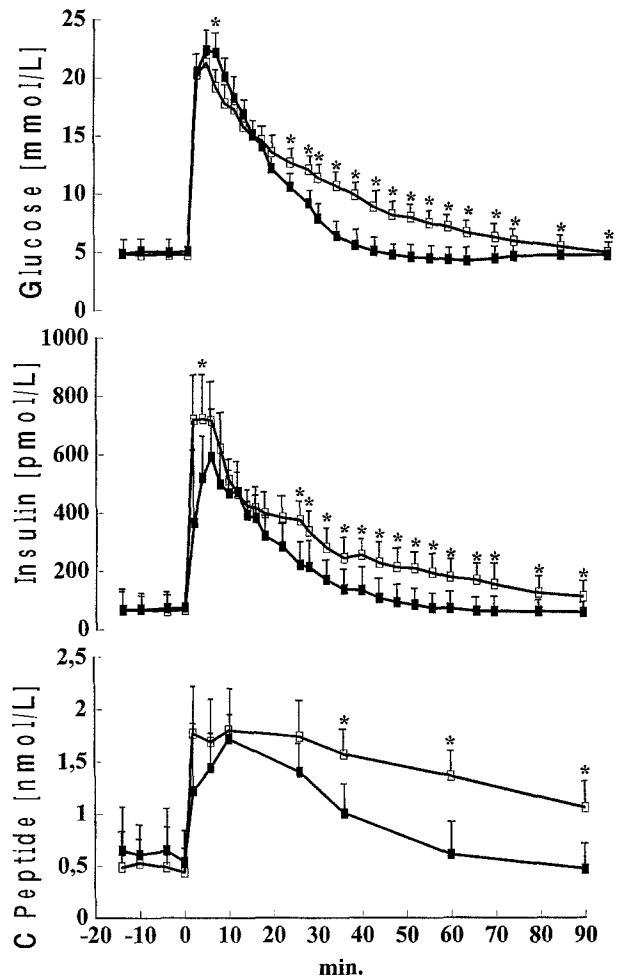 Glucose [mmol/L]
25
20
15
10
5
0
*
* * * * * * * * * * * * * *
Insulin [pmol/L]
1000
800
600
400
200
0
*
* * * * * * * * * * * * * *
C Peptide [nmol/L]
2,5
2
1,5
1
0,5
0
* * *
-20 -10 0 10 20 30 40 50 60 70 80 90
min.